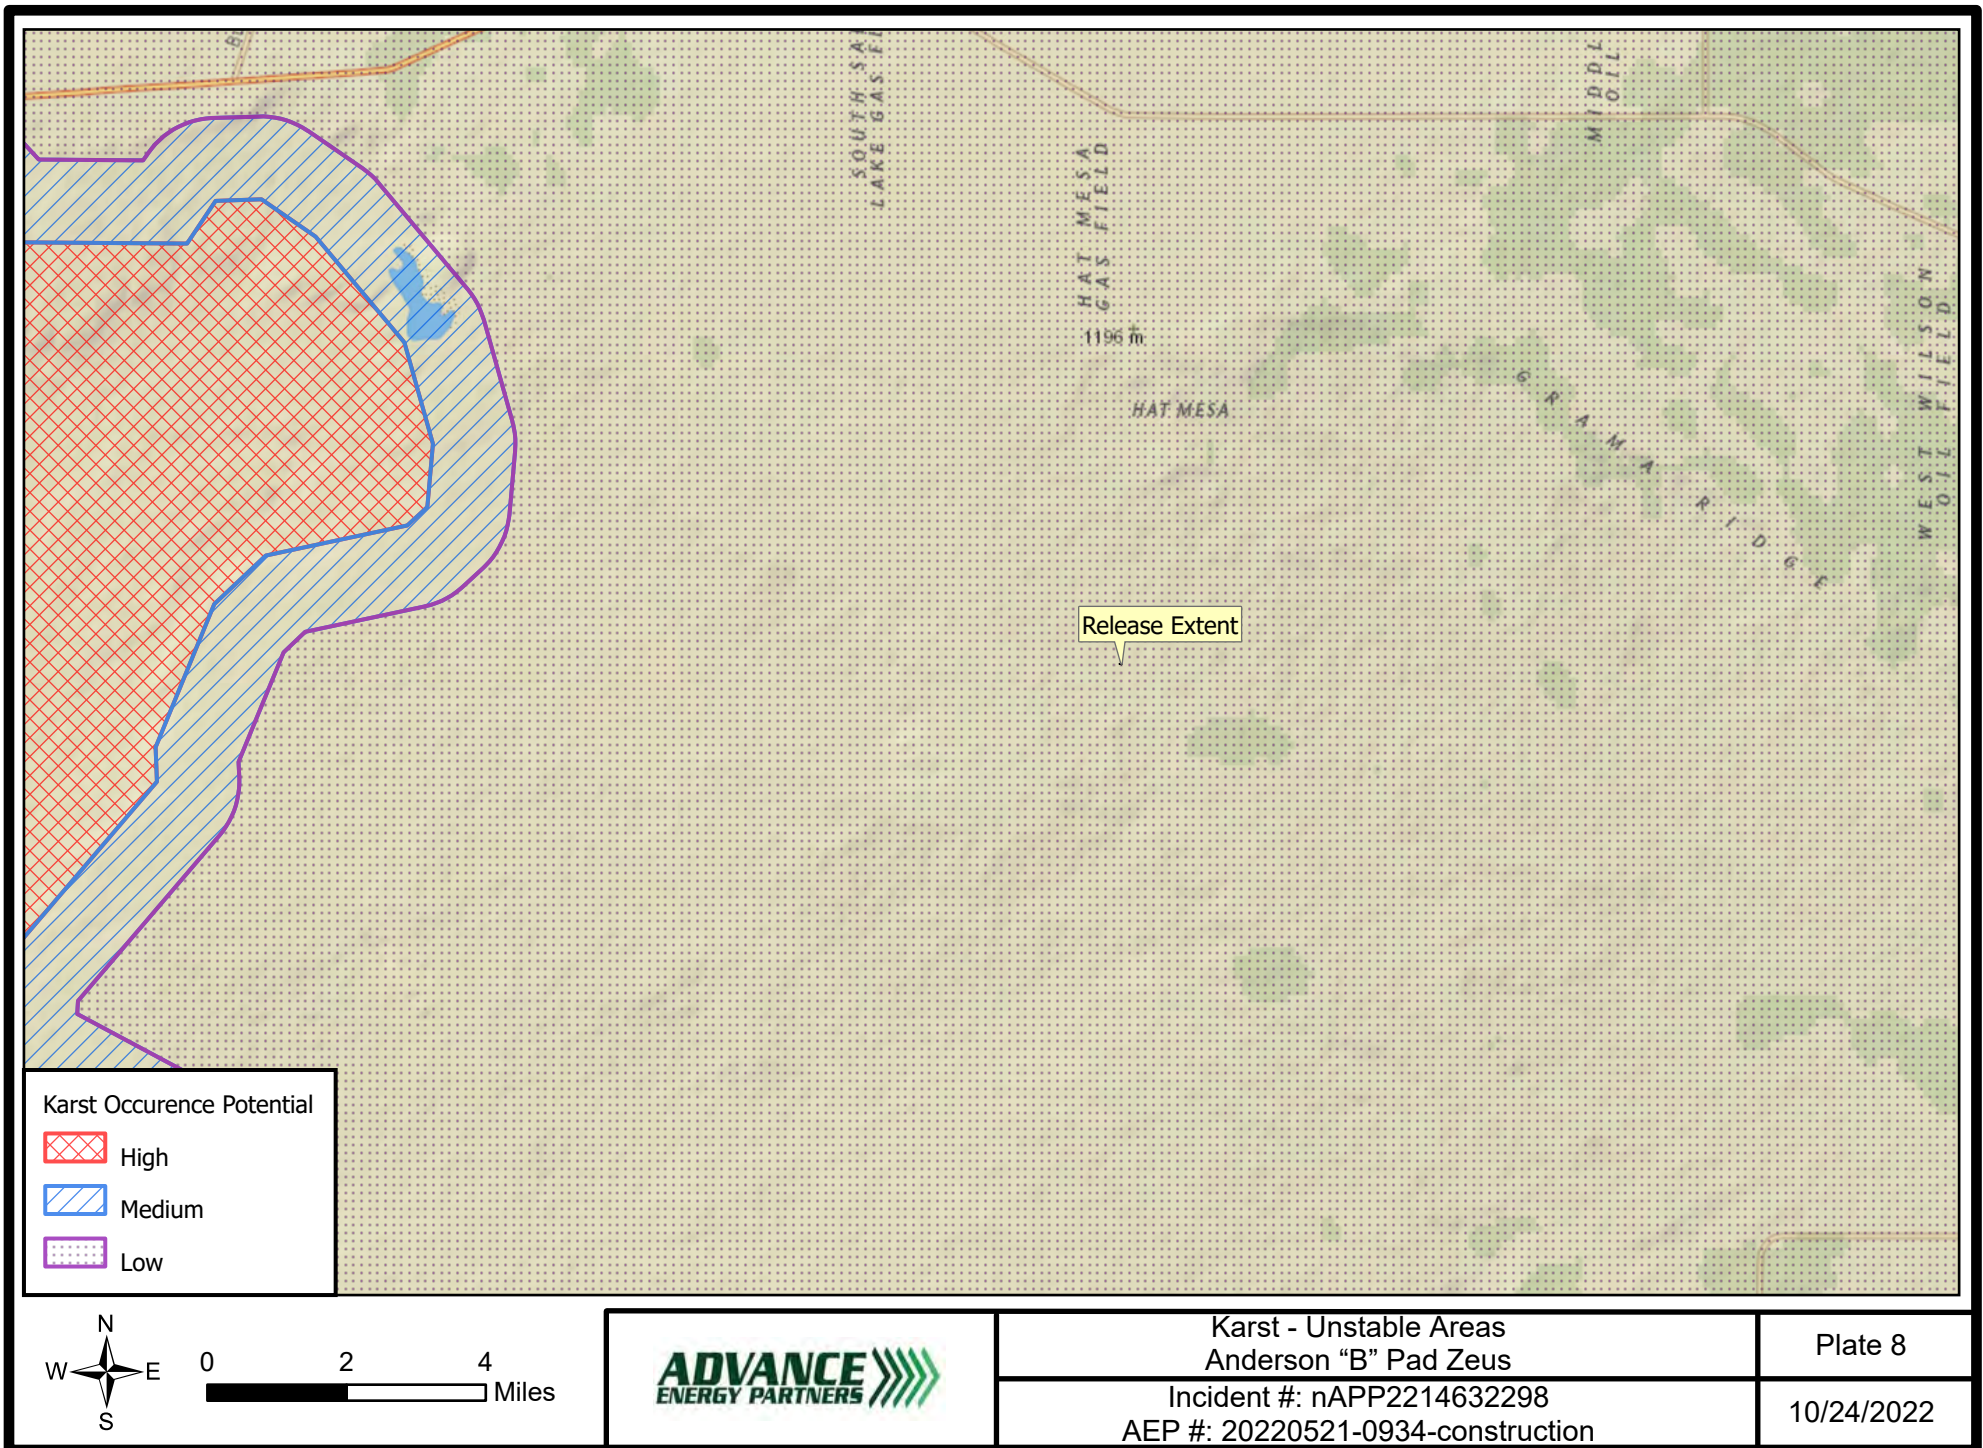 SOUTH SA
LAKE GAS FI
MIDDL
OIL
HAT MESA
GAS FIELD
1196 m
HAT MESA
GRAMA RIDGE
WEST WILSON
OIL FIELD
Release Extent
Karst Occurence Potential
High
Medium
Low
N
W E
S
0 2 4
Miles
ADVANCE
ENERGY PARTNERS
Karst - Unstable Areas
Anderson “B” Pad Zeus
Incident #: nAPP2214632298
AEP #: 20220521-0934-construction
Plate 8
10/24/2022